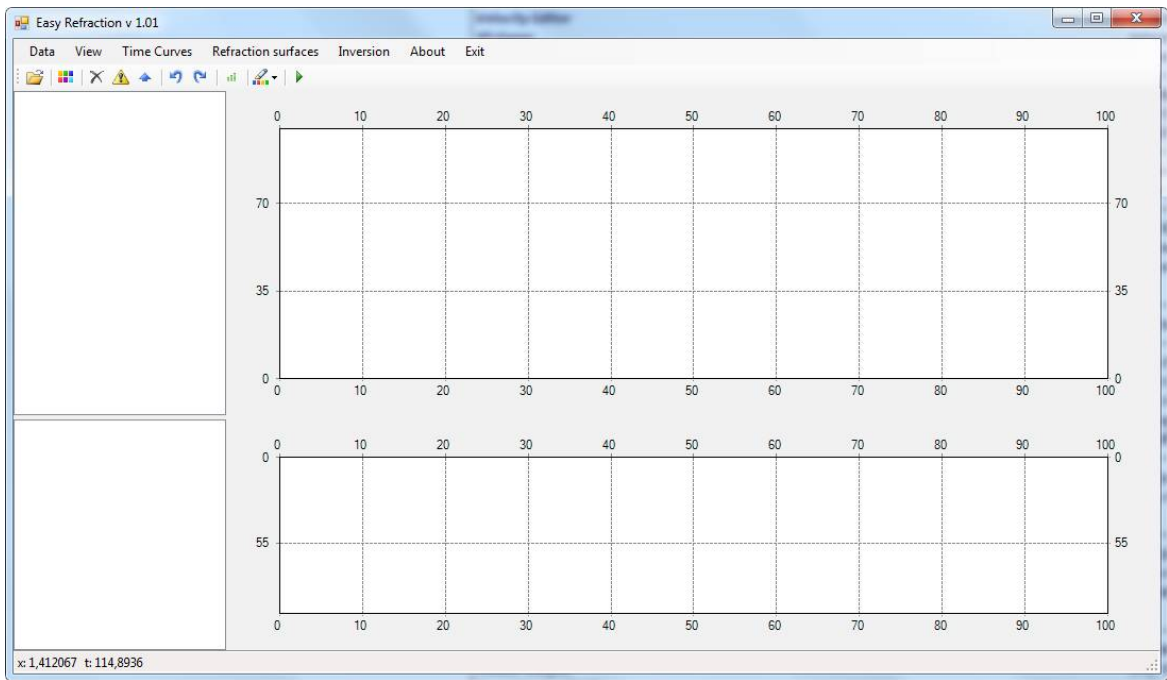 Easy Refraction v 1.01
Data View Time Curves Refraction surfaces Inversion About Exit
0 10 20 30 40 50 60 70 80 90 100
70 70
35 35
0 0
0 10 20 30 40 50 60 70 80 90 100
0 10 20 30 40 50 60 70 80 90 100
0 0
55 55
0 10 20 30 40 50 60 70 80 90 100
x: 1,412067 t: 114,8936